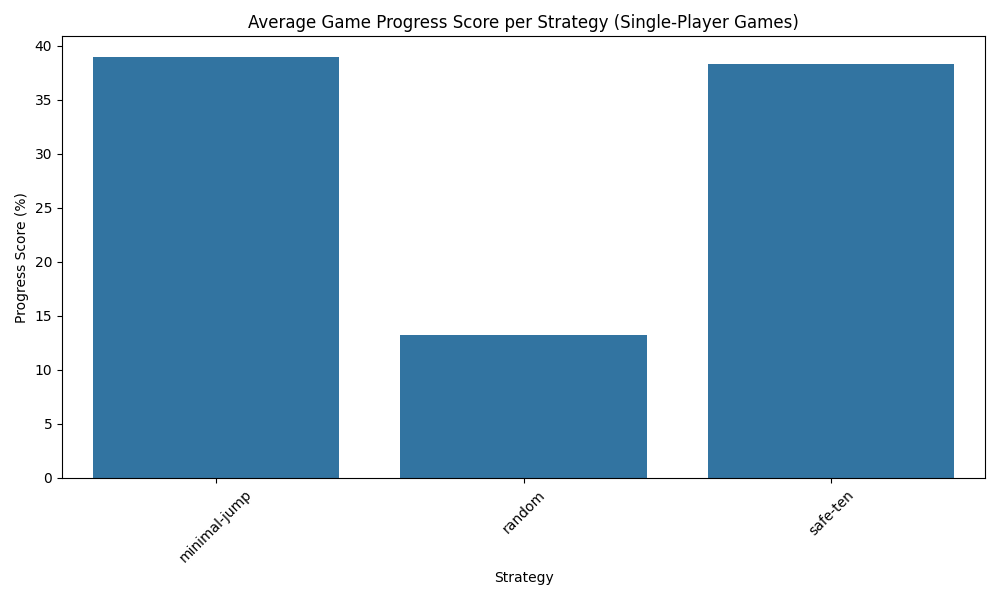 Average Game Progress Score per Strategy (Single-Player Games)
40
35
30
25
20
15
10
5
0
Progress Score (%)
minimal-jump
random
safe-ten
Strategy